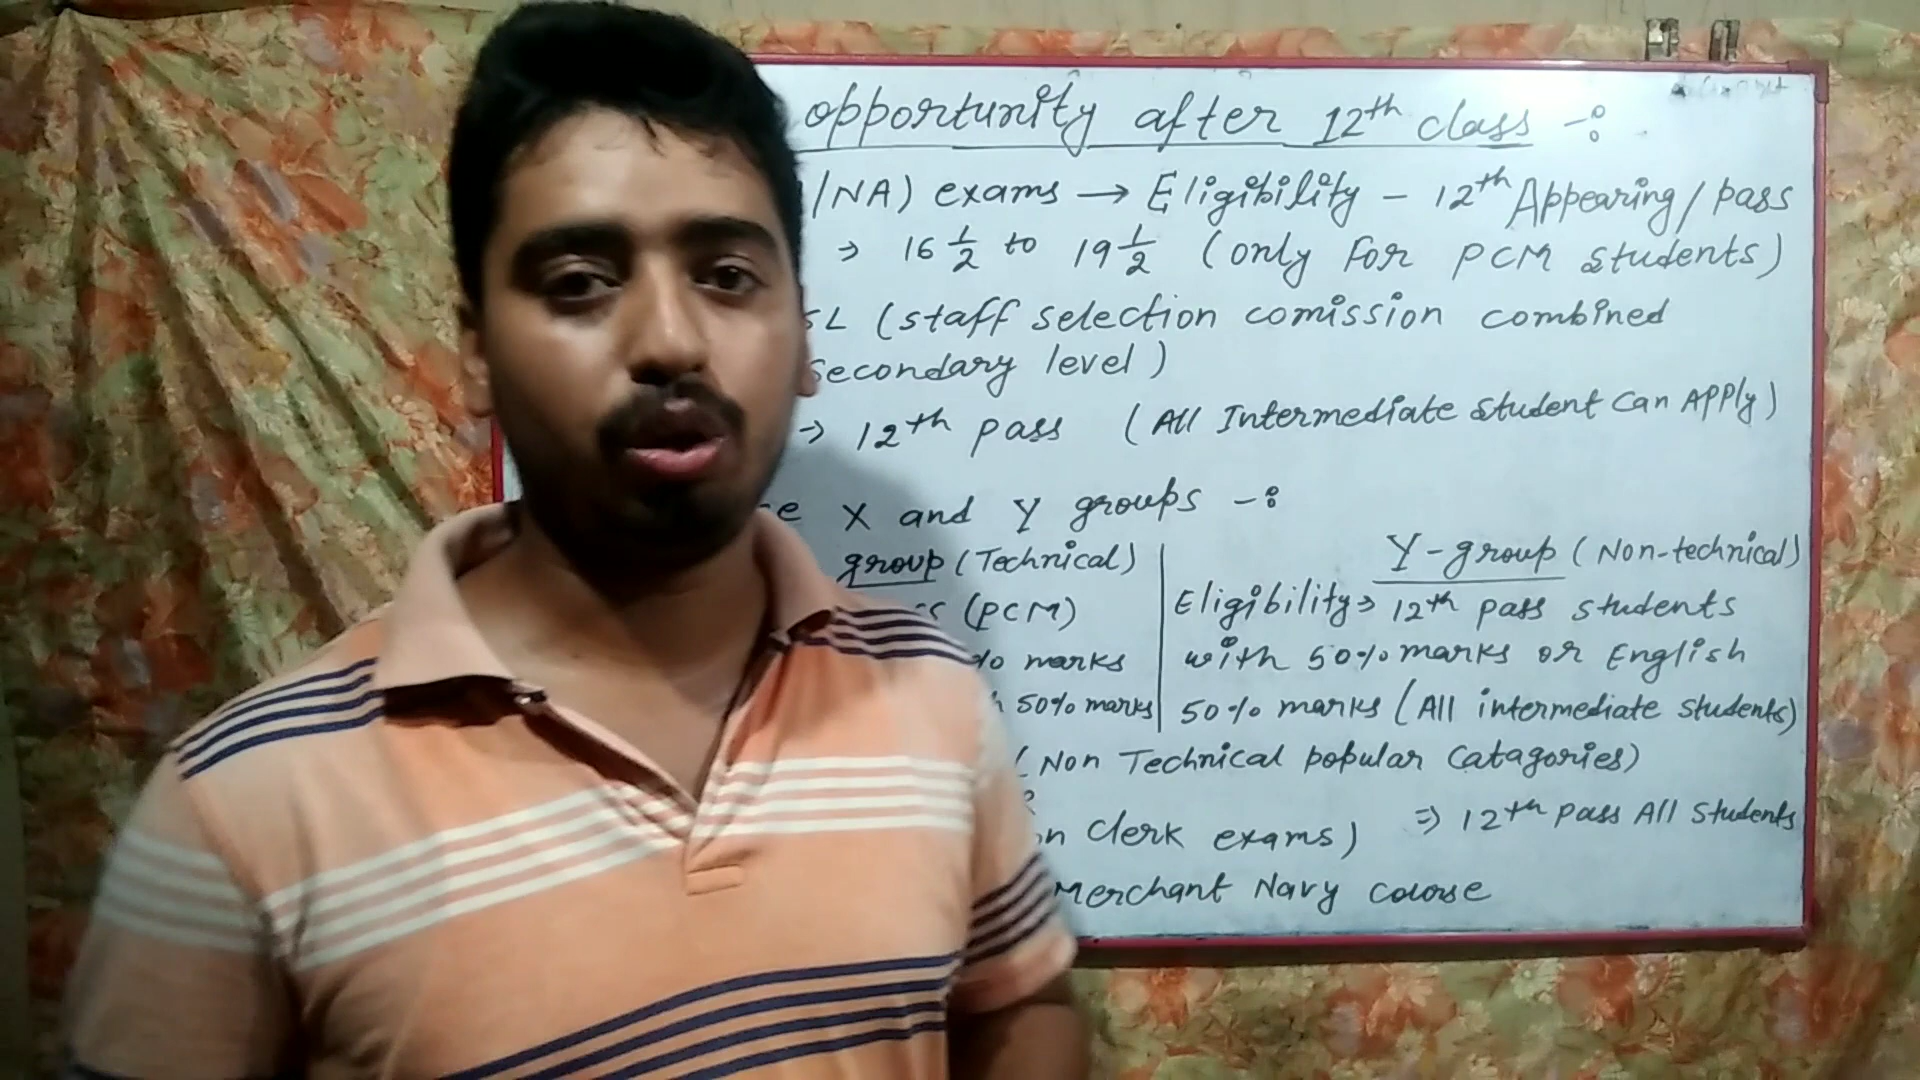 opportunity after 12th class -:
/NA) exams → Eligibility - 12th Appearing / pass
→ 16 1/2 to 19 1/2 (only for PCM students)
SL (staff selection comission combined
secondary level)
→ 12th pass (All Intermediate student can Apply)
X and Y groups -:
group (Technical)
(PCM)
% marks
50% marks
Y-group (Non-technical)
Eligibility → 12th pass students
with 50% marks or English
50% marks (All intermediate students)
(Non Technical popular catagories)
Clerk exams) ⇒ 12th pass All students
Merchant Navy course